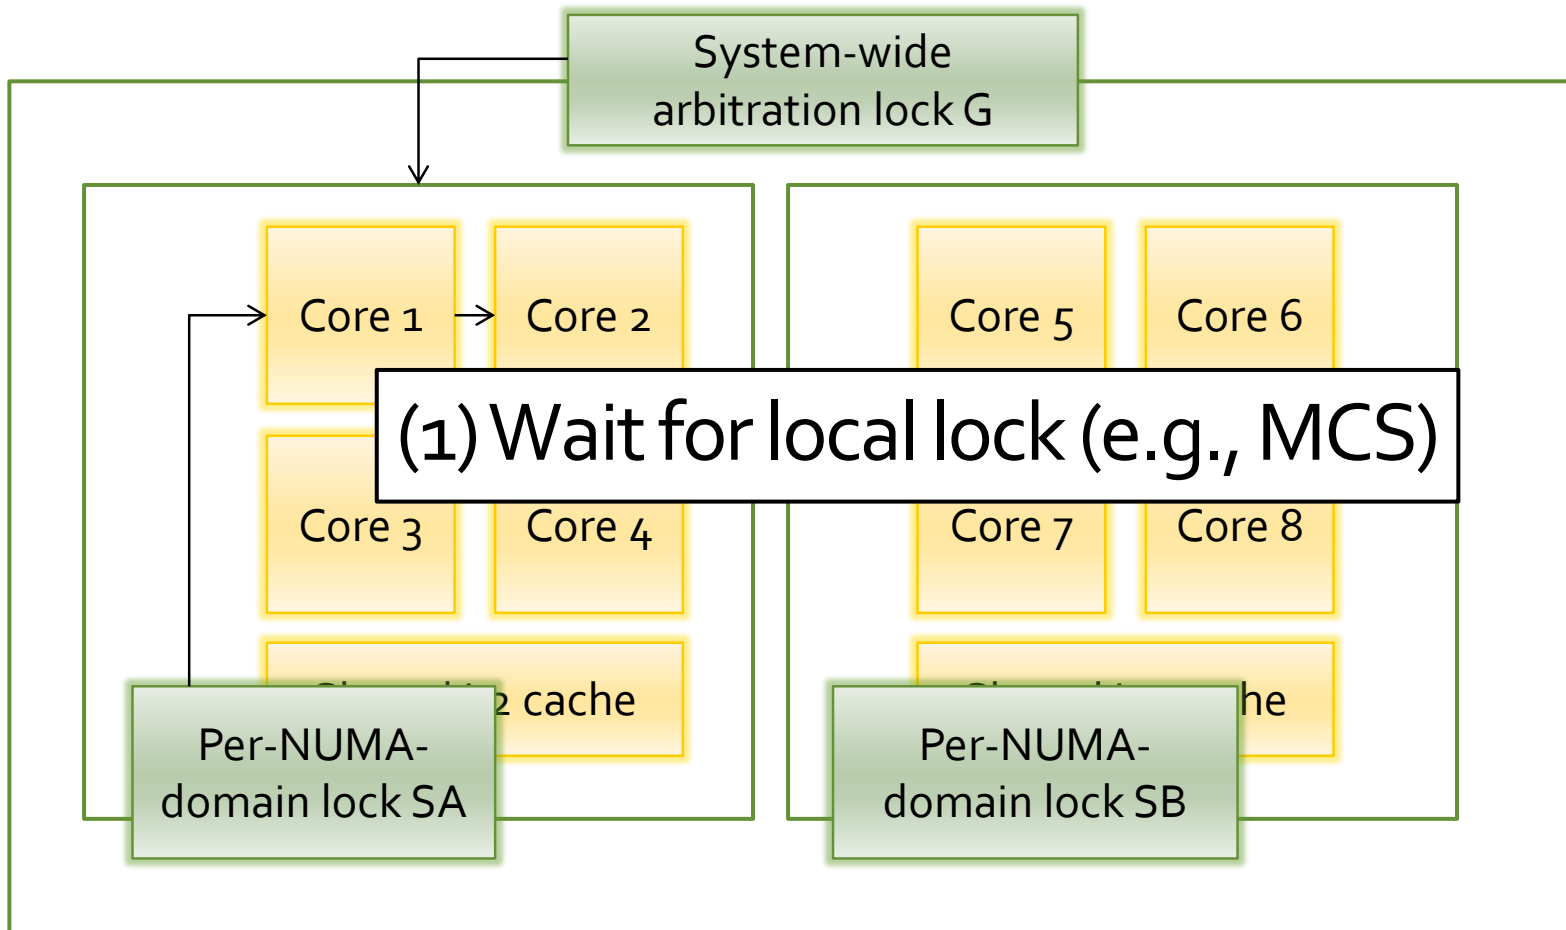 System-wide
arbitration lock G
Core 1
Core 2
Core 5
Core 6
(1) Wait for local lock (e.g., MCS)
Core 3
Core 4
Core 7
Core 8
2 cache
Per-NUMA-
domain lock SA
Per-NUMA-
domain lock SB